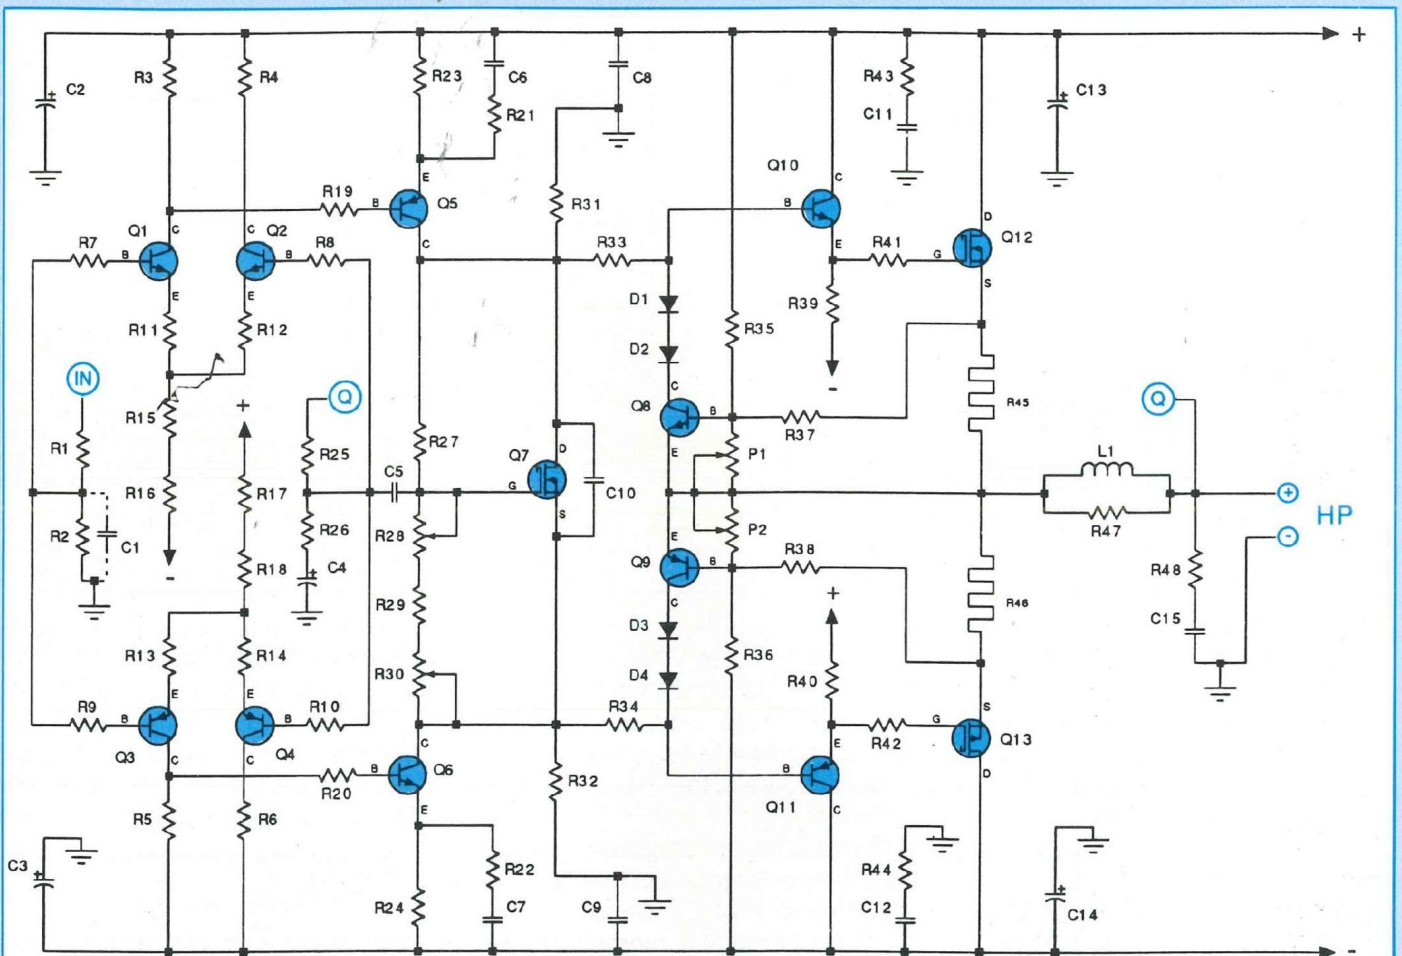 +
R3 R4 R23 C6 C8 R43 C13
C2
R21 C11
Q10
C
E
R19 B Q5 R31 B D
Q1 C C Q2 R33 E R41 Q12
R7 B B R8 C G
E E S
R11 R12 D1 R39
R35
D2
IN -
C
R15 + Q Q8 B R45 Q
R37
R1 R25 R27 E P1 L1
Q7 D
C5 +
R16 R17 G C10 HP
R2 C1 R26 R28 S P2 R47 -
E
- R18 C4 Q9 B R38 R48
R29 C + R46 C15
R13 R14 D3
R30 R36
D4 R40
E E S
R9 B B R10 R34 R42 G Q13
Q3 C C Q4 C E D
R20 B Q6 R32 B
Q11 C
R5 R6 E
C3 R22 R44
R24 C7 C9 C12 C14
-